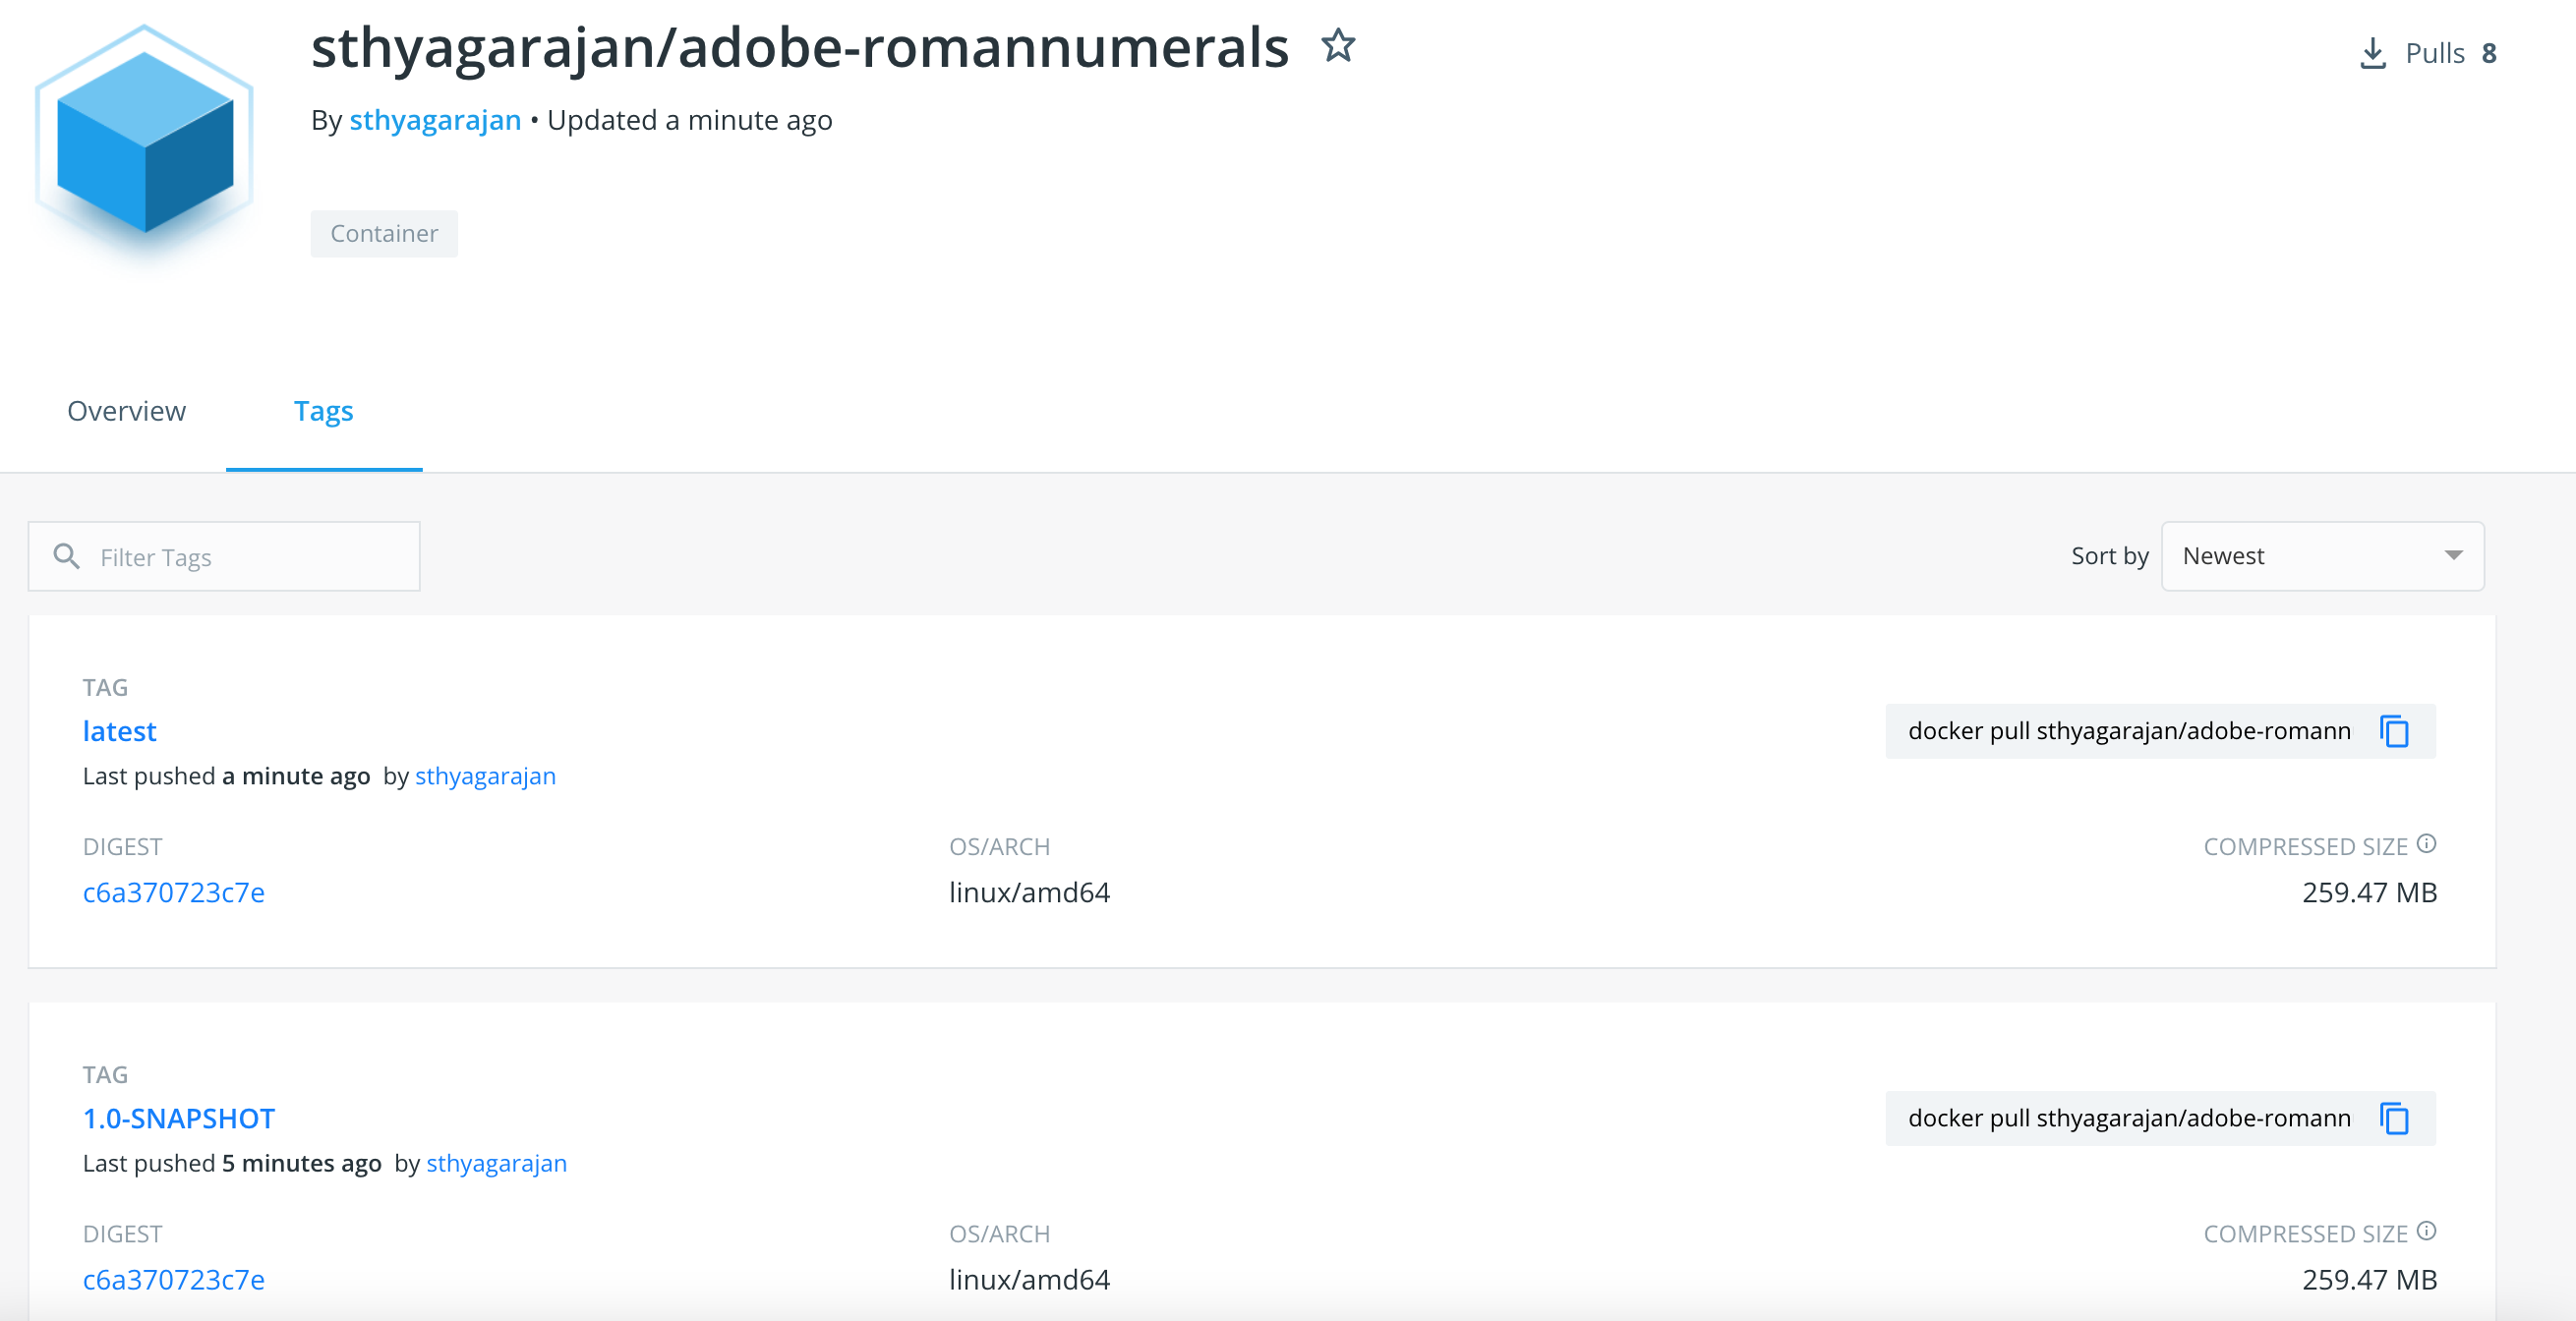 sthyagarajan/adobe-romannumerals
Pulls 8
By sthyagarajan • Updated a minute ago
Container
Overview Tags
Filter Tags
Sort by Newest
TAG
latest
docker pull sthyagarajan/adobe-romann
Last pushed a minute ago by sthyagarajan
DIGEST OS/ARCH COMPRESSED SIZE
c6a370723c7e linux/amd64 259.47 MB
TAG
1.0-SNAPSHOT
docker pull sthyagarajan/adobe-romann
Last pushed 5 minutes ago by sthyagarajan
DIGEST OS/ARCH COMPRESSED SIZE
c6a370723c7e linux/amd64 259.47 MB